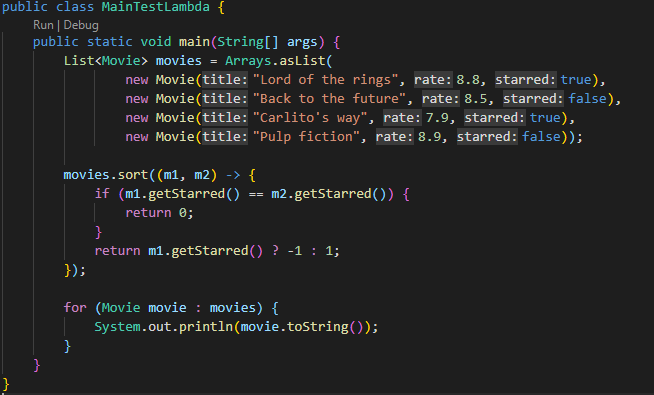 public class MainTestLambda {
Run | Debug
public static void main(String[] args) {
List<Movie> movies = Arrays.asList(
new Movie(title: "Lord of the rings", rate: 8.8, starred: true),
new Movie(title: "Back to the future", rate: 8.5, starred: false),
new Movie(title: "Carlito's way", rate: 7.9, starred: true),
new Movie(title: "Pulp fiction", rate: 8.9, starred: false));
movies.sort((m1, m2) -> {
if (m1.getStarred() == m2.getStarred()) {
return 0;
}
return m1.getStarred() ? -1 : 1;
});
for (Movie movie : movies) {
System.out.println(movie.toString());
}
}
}